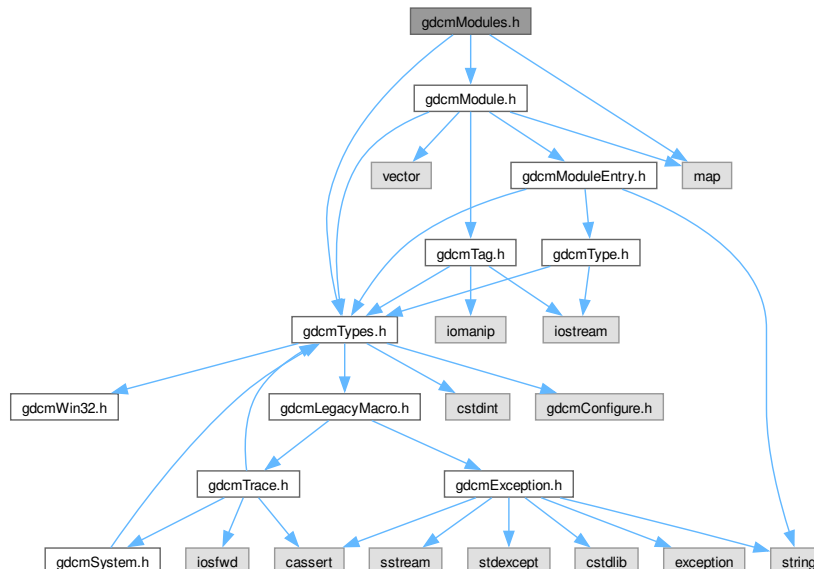 gdcmModules.h
gdcmModule.h
vector
gdcmModuleEntry.h
map
gdcmTag.h
gdcmType.h
gdcmTypes.h
iomanip
iostream
gdcmWin32.h
gdcmLegacyMacro.h
cstdint
gdcmConfigure.h
gdcmTrace.h
gdcmException.h
gdcmSystem.h
iosfwd
cassert
sstream
stdexcept
cstdlib
exception
string